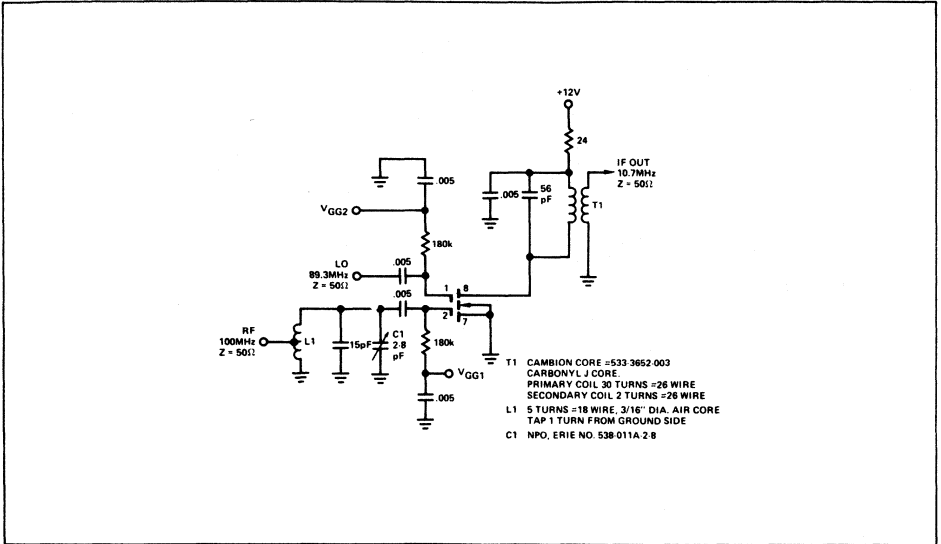 +12V
24
IF OUT
10.7MHz
Z = 50Ω
.005
.005
56
pF
T1
VGG2
180k
LO
89.3MHz
Z = 50Ω
.005
1
8
.005
2
7
RF
100MHz
Z = 50Ω
L1
15pF
C1
2-8
pF
180k
VGG1
.005
T1 CAMBION CORE =533-3652-003
CARBONYL J CORE.
PRIMARY COIL 30 TURNS =26 WIRE
SECONDARY COIL 2 TURNS =26 WIRE
L1 5 TURNS =18 WIRE, 3/16" DIA. AIR CORE
TAP 1 TURN FROM GROUND SIDE
C1 NPO, ERIE NO. 538-011A-2-8